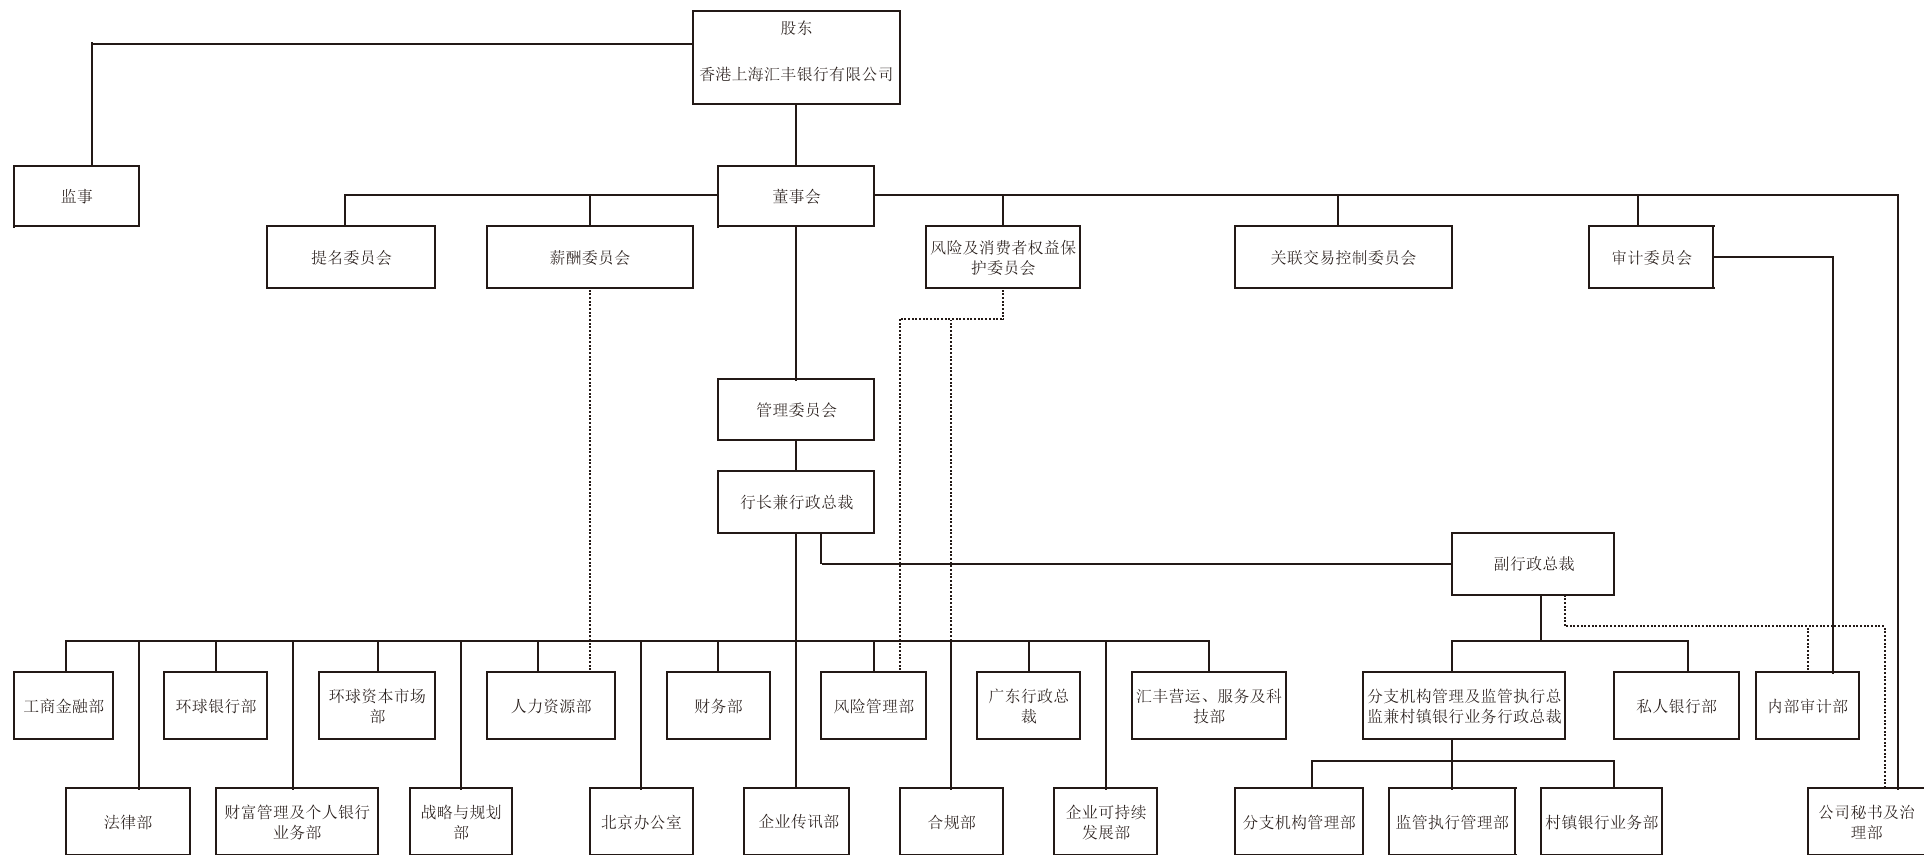 股东
香港上海汇丰银行有限公司
监事
董事会
提名委员会
薪酬委员会
风险及消费者权益保
护委员会
关联交易控制委员会
审计委员会
管理委员会
行长兼行政总裁
副行政总裁
工商金融部
环球银行部
环球资本市场
部
人力资源部
财务部
风险管理部
广东行政总
裁
汇丰营运、服务及科
技部
分支机构管理及监管执行总
监兼村镇银行业务行政总裁
私人银行部
内部审计部
法律部
财富管理及个人银行
业务部
战略与规划
部
北京办公室
企业传讯部
合规部
企业可持续
发展部
分支机构管理部
监管执行管理部
村镇银行业务部
公司秘书及治
理部